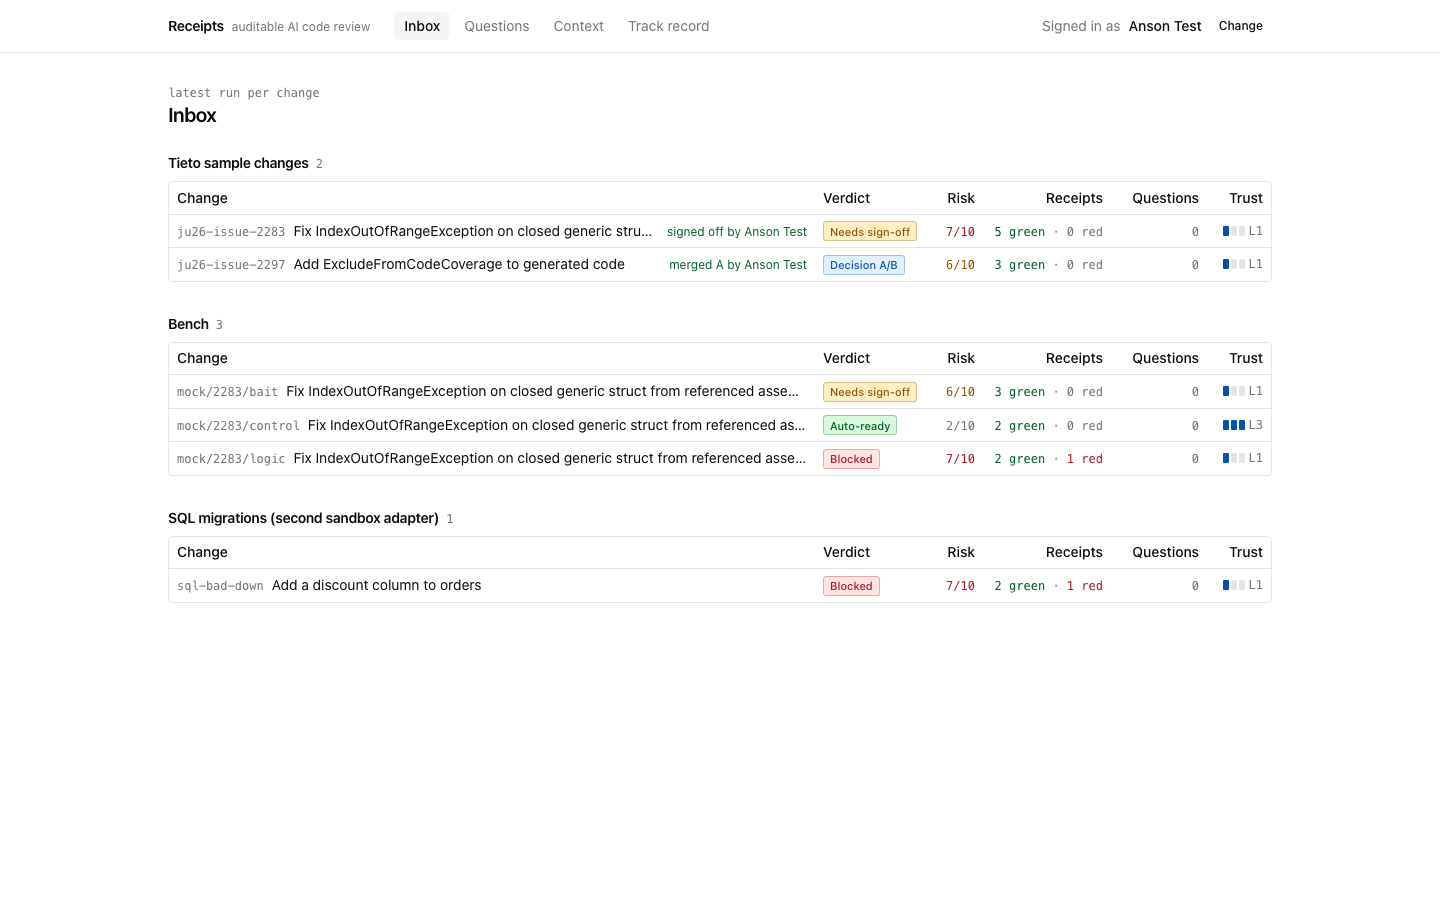 Receipts auditable AI code review Inbox Questions Context Track record Signed in as Anson Test Change
latest run per change
Inbox
Tieto sample changes 2
Change Verdict Risk Receipts Questions Trust
ju26-issue-2283 Fix IndexOutOfRangeException on closed generic stru... signed off by Anson Test Needs sign-off 7/10 5 green · 0 red 0 L1
ju26-issue-2297 Add ExcludeFromCodeCoverage to generated code merged A by Anson Test Decision A/B 6/10 3 green · 0 red 0 L1
Bench 3
Change Verdict Risk Receipts Questions Trust
mock/2283/bait Fix IndexOutOfRangeException on closed generic struct from referenced asse... Needs sign-off 6/10 3 green · 0 red 0 L1
mock/2283/control Fix IndexOutOfRangeException on closed generic struct from referenced as... Auto-ready 2/10 2 green · 0 red 0 L3
mock/2283/logic Fix IndexOutOfRangeException on closed generic struct from referenced asse... Blocked 7/10 2 green · 1 red 0 L1
SQL migrations (second sandbox adapter) 1
Change Verdict Risk Receipts Questions Trust
sql-bad-down Add a discount column to orders Blocked 7/10 2 green · 1 red 0 L1